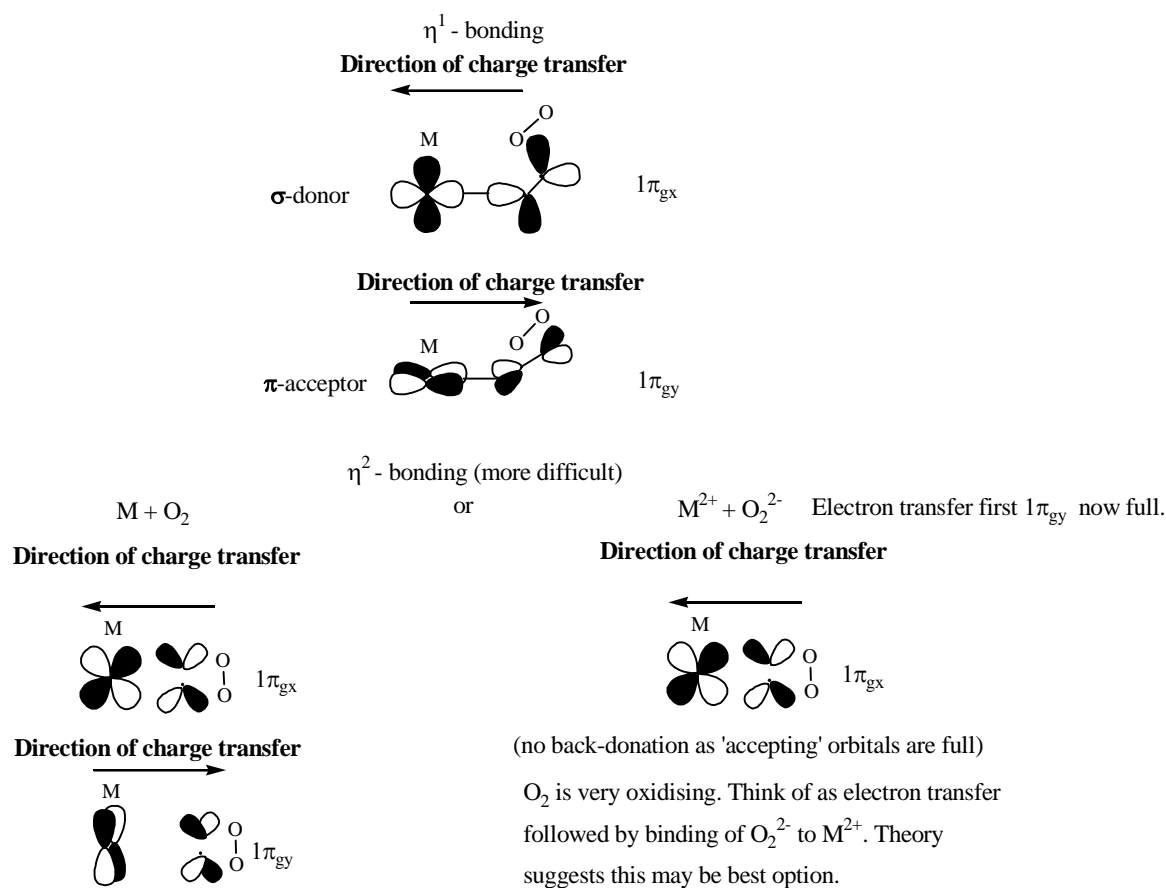 η¹ - bonding
Direction of charge transfer
O
O
M
σ-donor
1πgx
Direction of charge transfer
O
O
M
π-acceptor
1πgy
η² - bonding (more difficult)
M + O₂
or
M²⁺ + O₂²⁻ Electron transfer first 1πgy now full.
Direction of charge transfer
Direction of charge transfer
M
O
O
1πgx
M
O
O
1πgx
Direction of charge transfer
M
O
O
1πgy
(no back-donation as 'accepting' orbitals are full)
O₂ is very oxidising. Think of as electron transfer
followed by binding of O₂²⁻ to M²⁺. Theory
suggests this may be best option.